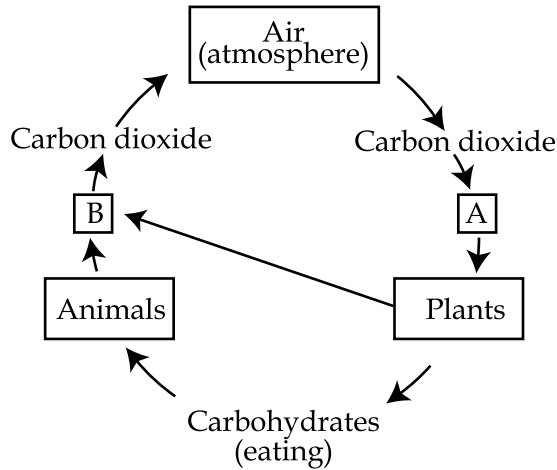 Air
(atmosphere)
Carbon dioxide
Carbon dioxide
B
A
Animals
Plants
Carbohydrates
(eating)